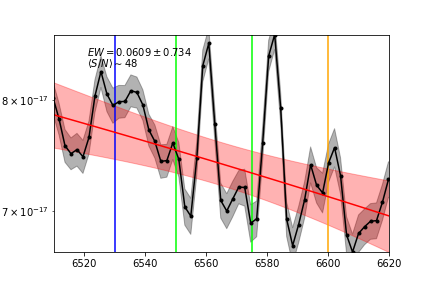 EW = 0.0609 ± 0.734
⟨S/N⟩ ~ 48
8 × 10⁻¹⁷
7 × 10⁻¹⁷
6520 6540 6560 6580 6600 6620